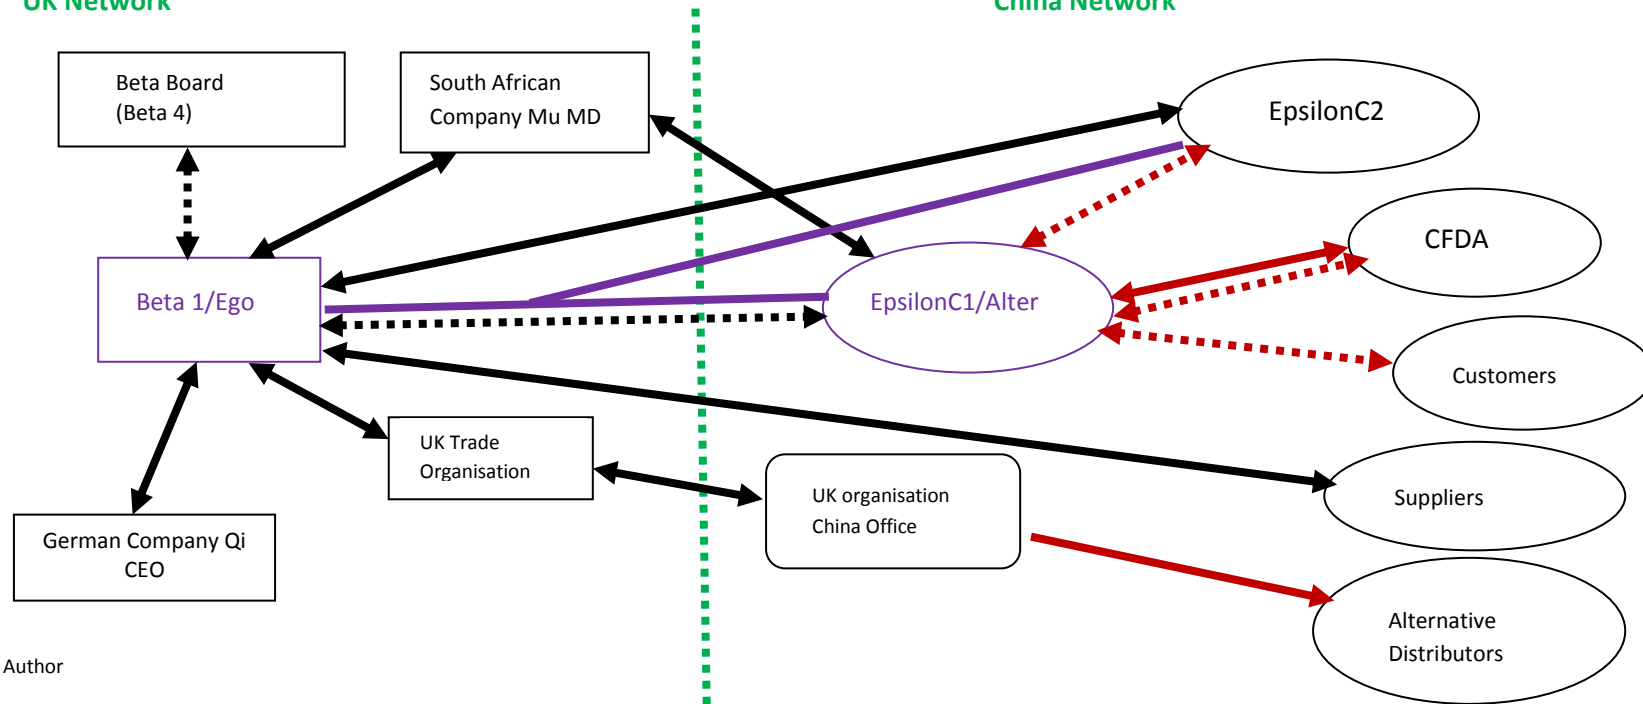 UK Network
China Network
Beta Board
(Beta 4)
South African
Company Mu MD
EpsilonC2
CFDA
Beta 1/Ego
EpsilonC1/Alter
Customers
UK Trade
Organisation
UK organisation
China Office
Suppliers
German Company Qi
CEO
Alternative
Distributors
Author